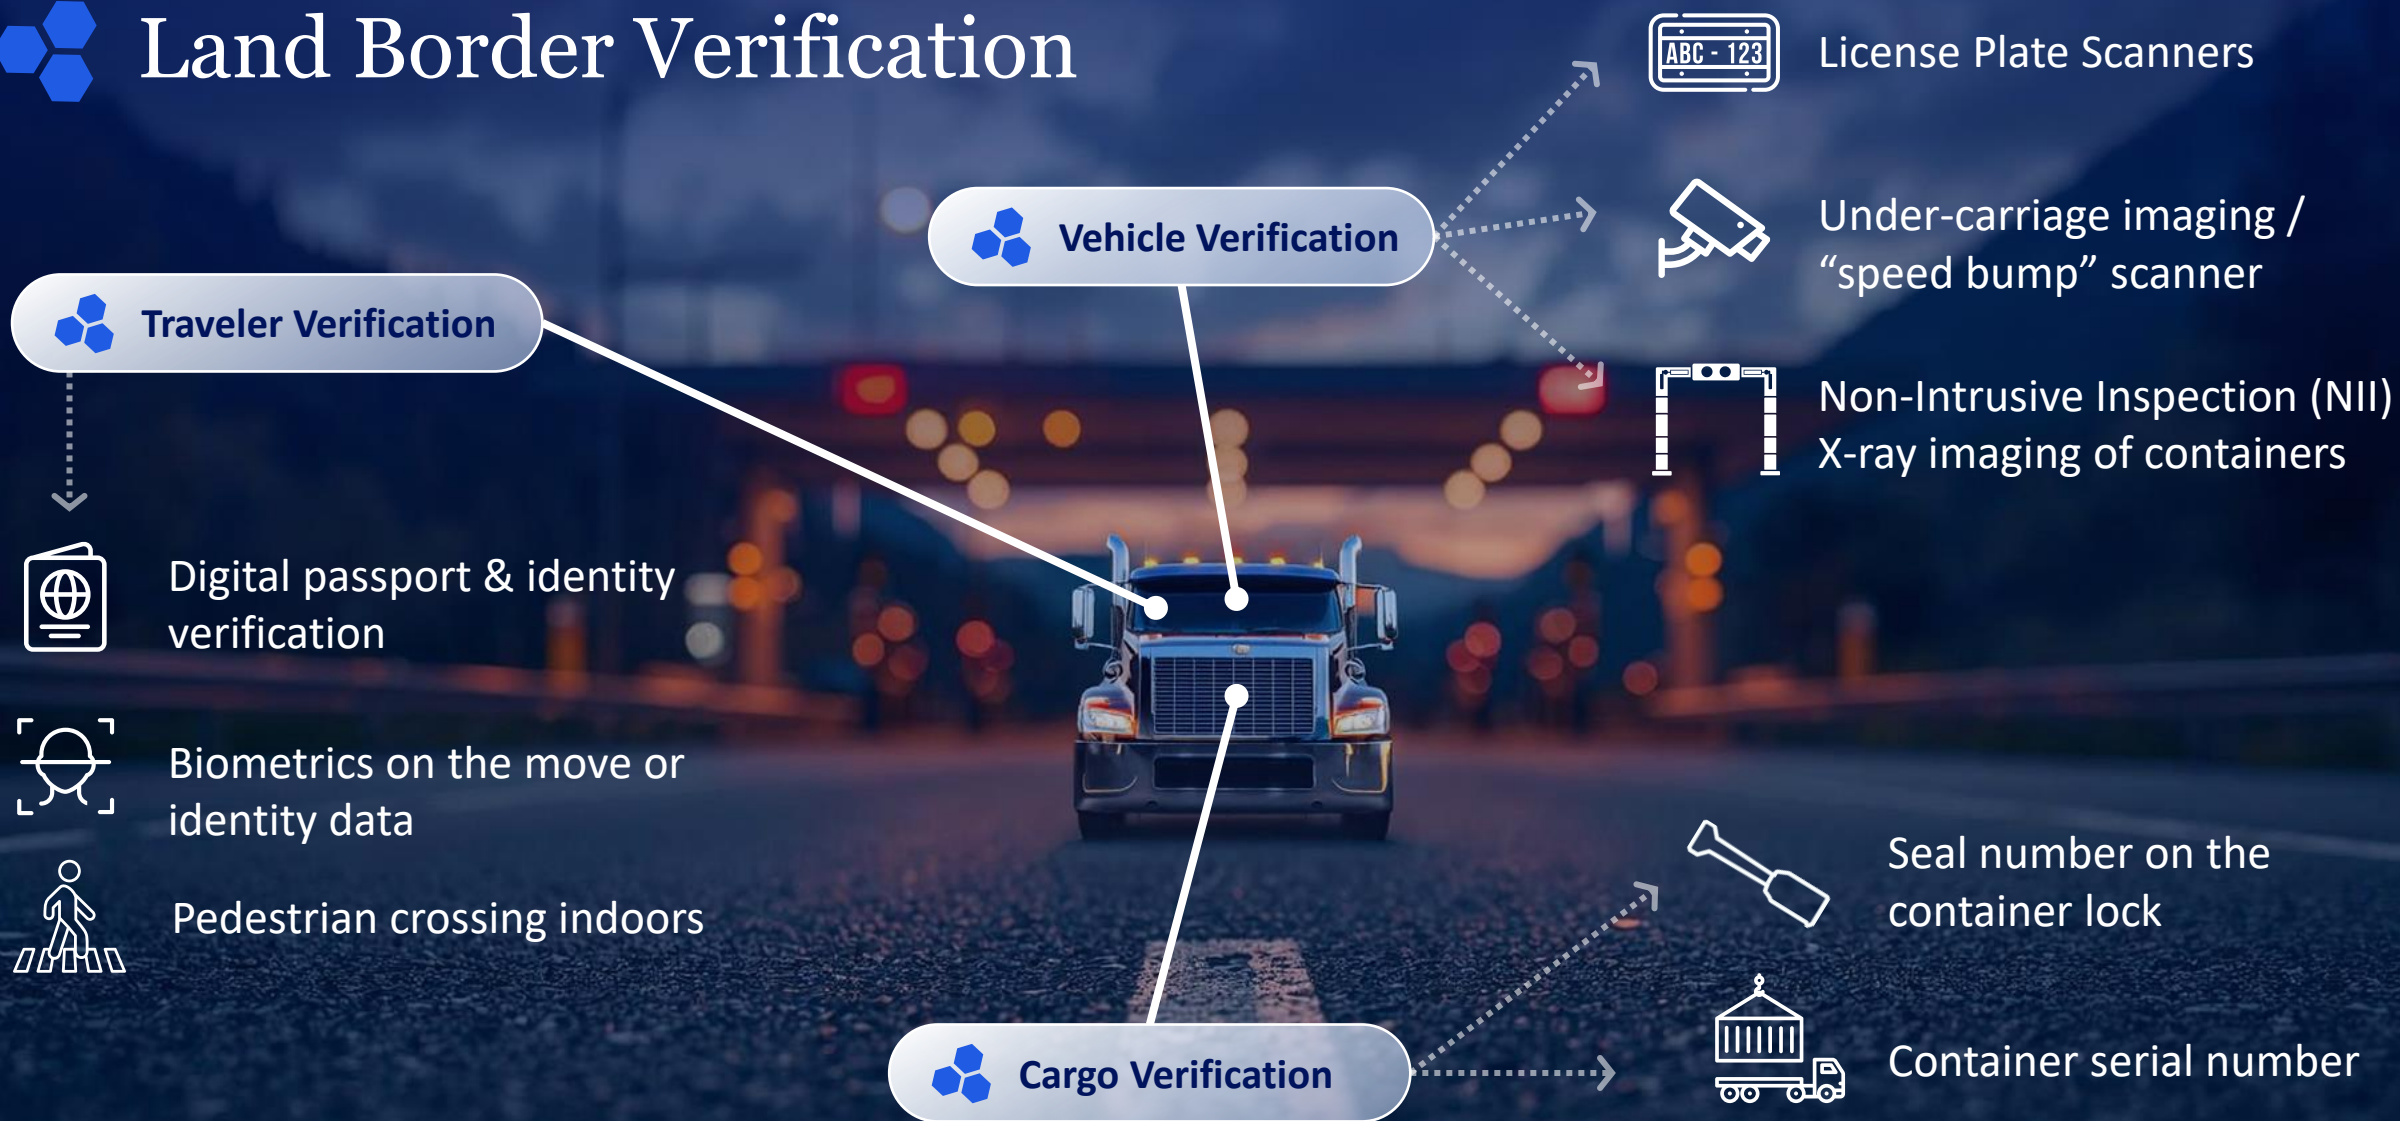 Land Border Verification
ABC - 123
License Plate Scanners
Vehicle Verification
Under-carriage imaging /
“speed bump” scanner
Traveler Verification
Non-Intrusive Inspection (NII)
X-ray imaging of containers
Digital passport & identity
verification
Biometrics on the move or
identity data
Pedestrian crossing indoors
Seal number on the
container lock
Cargo Verification
Container serial number